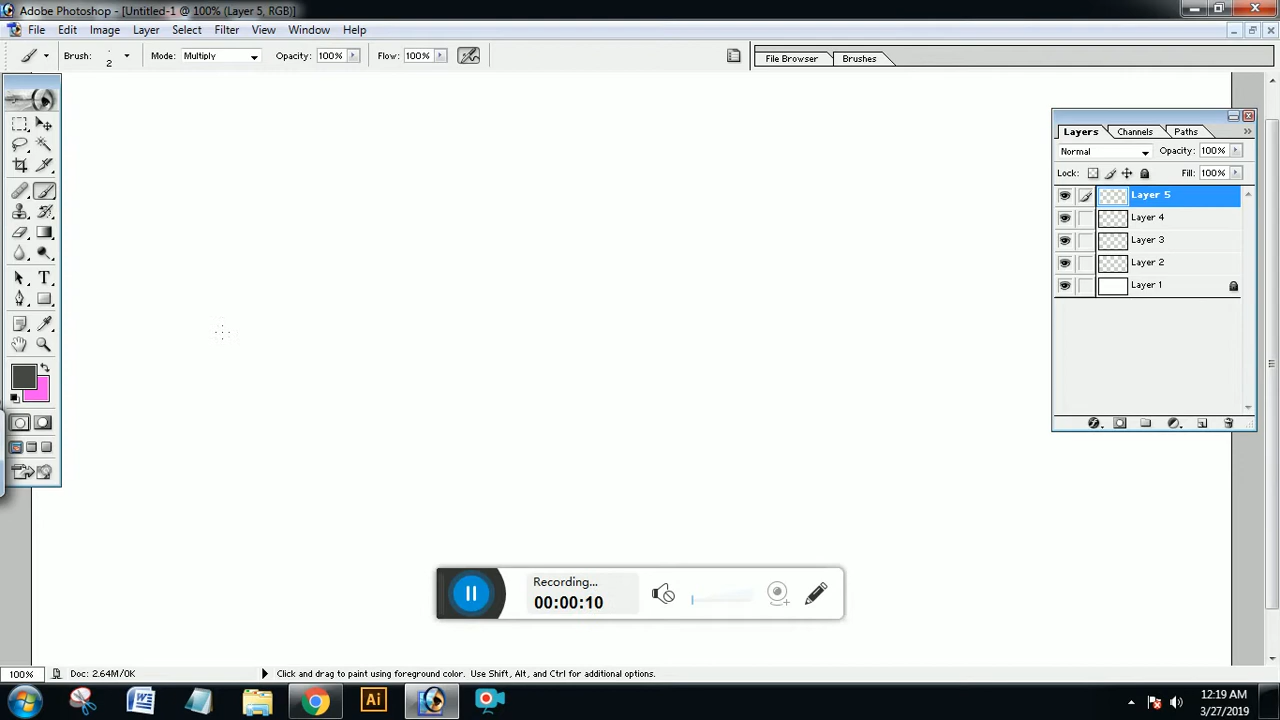 Adobe Photoshop - [Untitled-1 @ 100% (Layer 5, RGB)]
File Edit Image Layer Select Filter View Window Help
Brush: 2 Mode: Multiply Opacity: 100% Flow: 100% File Browser Brushes
Layers Channels Paths
Normal Opacity: 100%
Lock: Fill: 100%
Layer 5
Layer 4
Layer 3
Layer 2
Layer 1
T
Recording...
00:00:10
100% Doc: 2.64M/0K Click and drag to paint using foreground color. Use Shift, Alt, and Ctrl for additional options.
W Ai
12:19 AM
3/27/2019